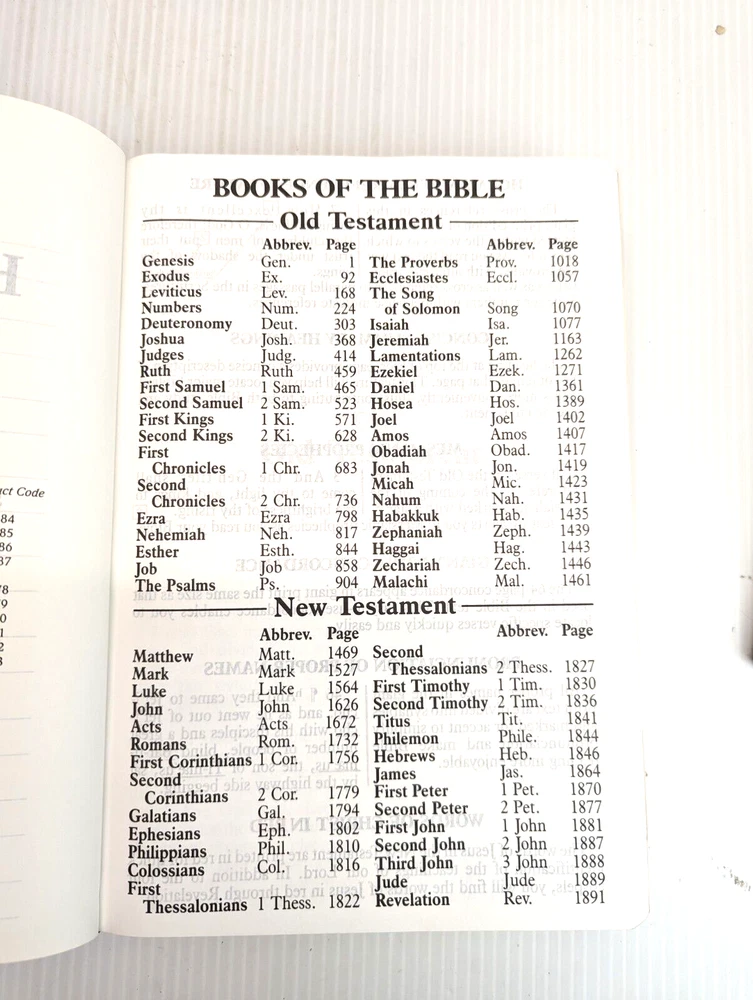 BOOKS OF THE BIBLE
Old Testament
Abbrev. Page
Genesis Gen. 1
Exodus Ex. 92
Leviticus Lev. 168
Numbers Num. 224
Deuteronomy Deut. 303
Joshua Josh. 368
Judges Judg. 414
Ruth Ruth 459
First Samuel 1 Sam. 465
Second Samuel 2 Sam. 523
First Kings 1 Ki. 571
Second Kings 2 Ki. 628
First
Chronicles 1 Chr. 683
Second
Chronicles 2 Chr. 736
Ezra Ezra 798
Nehemiah Neh. 817
Esther Esth. 844
Job Job 858
The Psalms Ps. 904
Abbrev. Page
The Proverbs Prov. 1018
Ecclesiastes Eccl. 1057
The Song
of Solomon Song 1070
Isaiah Isa. 1077
Jeremiah Jer. 1163
Lamentations Lam. 1262
Ezekiel Ezek. 1271
Daniel Dan. 1361
Hosea Hos. 1389
Joel Joel 1402
Amos Amos 1407
Obadiah Obad. 1417
Jonah Jon. 1419
Micah Mic. 1423
Nahum Nah. 1431
Habakkuk Hab. 1435
Zephaniah Zeph. 1439
Haggai Hag. 1443
Zechariah Zech. 1446
Malachi Mal. 1461
New Testament
Abbrev. Page
Matthew Matt. 1469
Mark Mark 1527
Luke Luke 1564
John John 1626
Acts Acts 1672
Romans Rom. 1732
First Corinthians 1 Cor. 1756
Second
Corinthians 2 Cor. 1779
Galatians Gal. 1794
Ephesians Eph. 1802
Philippians Phil. 1810
Colossians Col. 1816
First
Thessalonians 1 Thess. 1822
Abbrev. Page
Second
Thessalonians 2 Thess. 1827
First Timothy 1 Tim. 1830
Second Timothy 2 Tim. 1836
Titus Tit. 1841
Philemon Phile. 1844
Hebrews Heb. 1846
James Jas. 1864
First Peter 1 Pet. 1870
Second Peter 2 Pet. 1877
First John 1 John 1881
Second John 2 John 1887
Third John 3 John 1888
Jude Jude 1889
Revelation Rev. 1891
Code
84
85
86
37